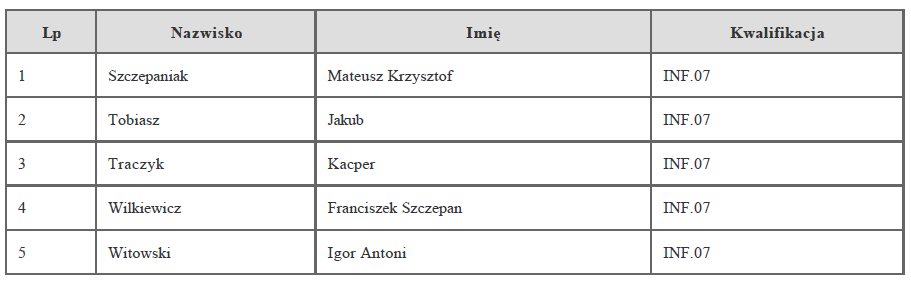 Lp Nazwisko Imię Kwalifikacja
1 Szczepaniak Mateusz Krzysztof INF.07
2 Tobiasz Jakub INF.07
3 Traczyk Kacper INF.07
4 Wilkiewicz Franciszek Szczepan INF.07
5 Witowski Igor Antoni INF.07